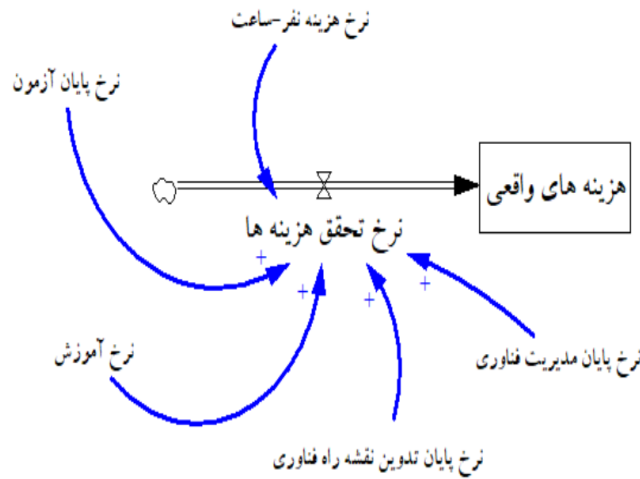 نرخ هزینه نفر-ساعت
نرخ پایان آزمون
هزینه های واقعی
نرخ تحقق هزینه ها
+
+
+
+
نرخ آموزش
نرخ پایان مدیریت فناوری
نرخ پایان تدوین نقشه راه فناوری